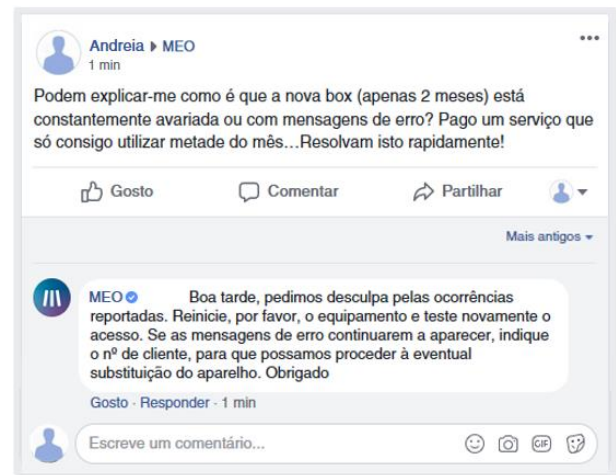 Andreia ▸ MEO
1 min
Podem explicar-me como é que a nova box (apenas 2 meses) está
constantemente avariada ou com mensagens de erro? Pago um serviço que
só consigo utilizar metade do mês...Resolvam isto rapidamente!
Gosto Comentar Partilhar
Mais antigos
MEO Boa tarde, pedimos desculpa pelas ocorrências
reportadas. Reinicie, por favor, o equipamento e teste novamente o
acesso. Se as mensagens de erro continuarem a aparecer, indique
o nº de cliente, para que possamos proceder à eventual
substituição do aparelho. Obrigado
Gosto · Responder · 1 min
Escreve um comentário...
GIF